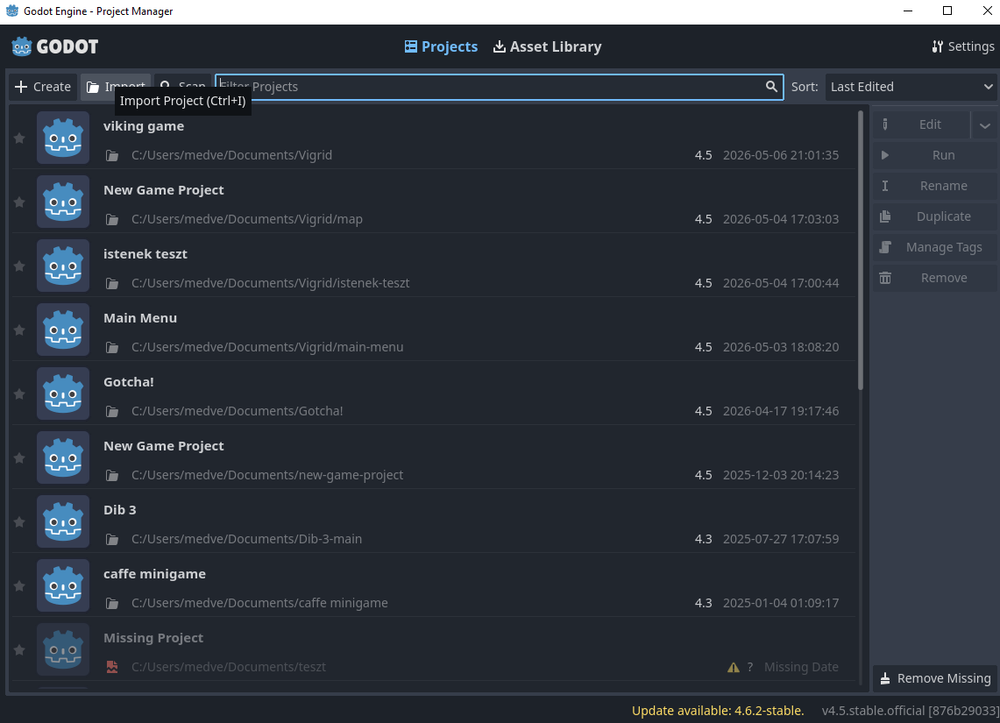 Godot Engine - Project Manager
GODOT
Projects
Asset Library
Settings
Create
Import
Scan
Filter Projects
Sort:
Last Edited
Import Project (Ctrl+I)
viking game
C:/Users/medve/Documents/Vigrid
4.5
2026-05-06 21:01:35
New Game Project
C:/Users/medve/Documents/Vigrid/map
4.5
2026-05-04 17:03:03
istenek teszt
C:/Users/medve/Documents/Vigrid/istenek-teszt
4.5
2026-05-04 17:00:44
Main Menu
C:/Users/medve/Documents/Vigrid/main-menu
4.5
2026-05-03 18:08:20
Gotcha!
C:/Users/medve/Documents/Gotcha!
4.5
2026-04-17 19:17:46
New Game Project
C:/Users/medve/Documents/new-game-project
4.5
2025-12-03 20:14:23
Dib 3
C:/Users/medve/Documents/Dib-3-main
4.3
2025-07-27 17:07:59
caffe minigame
C:/Users/medve/Documents/caffe minigame
4.3
2025-01-04 01:09:17
Missing Project
C:/Users/medve/Documents/teszt
?
Missing Date
Edit
Run
Rename
Duplicate
Manage Tags
Remove
Remove Missing
Update available: 4.6.2-stable.
v4.5.stable.official [876b29033]